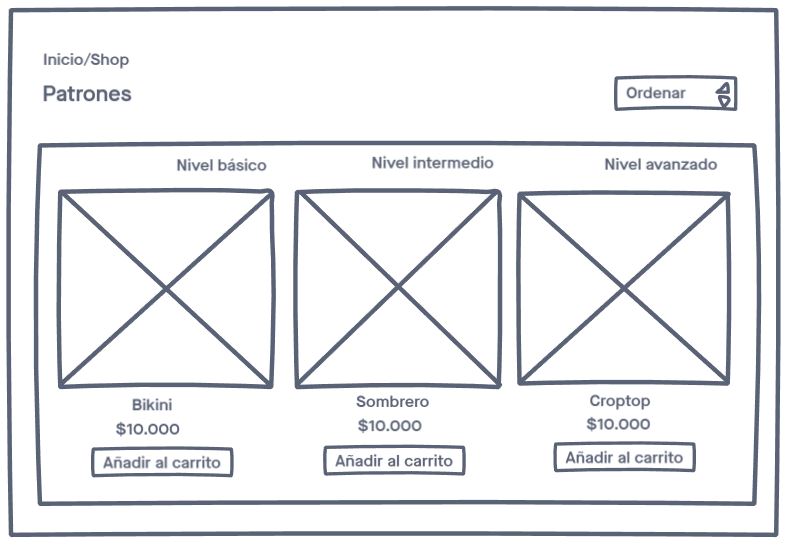 Inicio/Shop
Patrones
Ordenar
Nivel básico
Nivel intermedio
Nivel avanzado
Bikini
$10.000
Añadir al carrito
Sombrero
$10.000
Añadir al carrito
Croptop
$10.000
Añadir al carrito